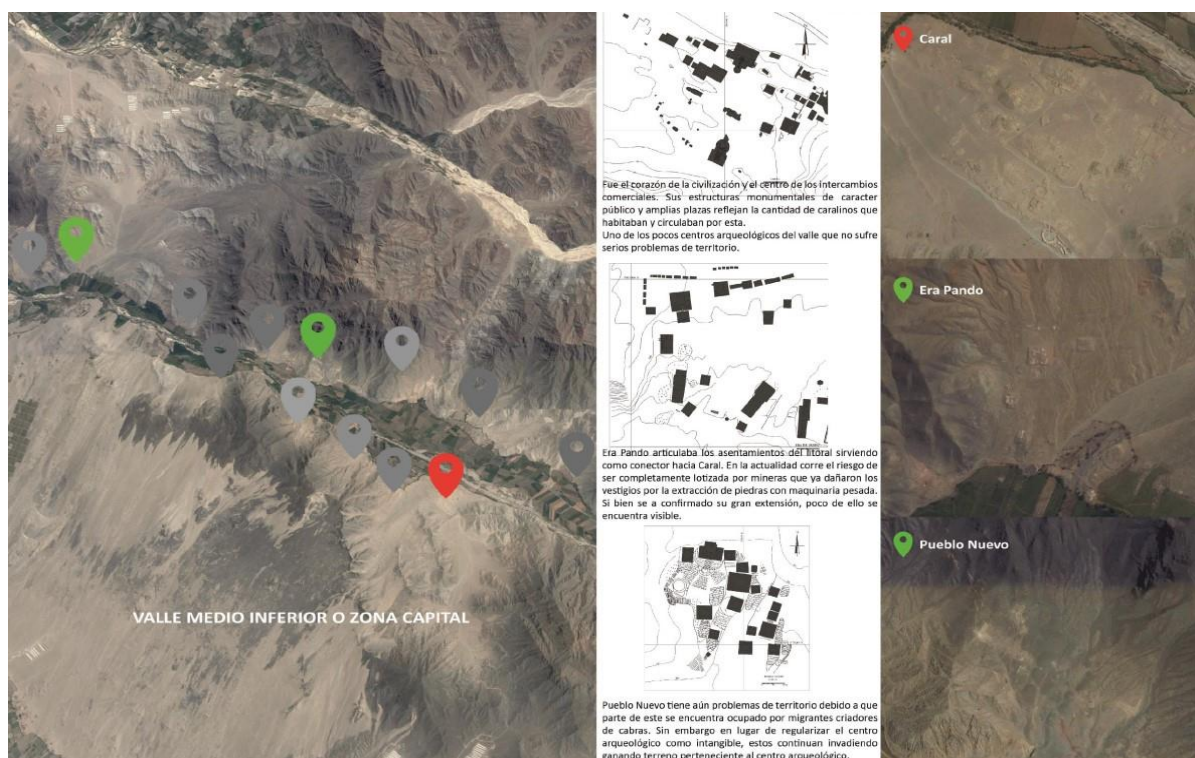 VALLE MEDIO INFERIOR O ZONA CAPITAL
Fue el corazón de la civilización y el centro de los intercambios
comerciales. Sus estructuras monumentales de caracter
público y amplias plazas reflejan la cantidad de caralinos que
habitaban y circulaban por esta.
Uno de los pocos centros arqueológicos del valle que no sufre
serios problemas de territorio.
Era Pando articulaba los asentamientos del litoral sirviendo
como conector hacia Caral. En la actualidad corre el riesgo de
ser completamente lotizada por mineras que ya dañaron los
vestigios por la extracción de piedras con maquinaria pesada.
Si bien se a confirmado su gran extensión, poco de ello se
encuentra visible.
Pueblo Nuevo tiene aún problemas de territorio debido a que
parte de este se encuentra ocupado por migrantes criadores
de cabras. Sin embargo en lugar de regularizar el centro
arqueológico como intangible, estos continuan invadiendo
ganando terreno perteneciente al centro arqueológico.
Caral
Era Pando
Pueblo Nuevo